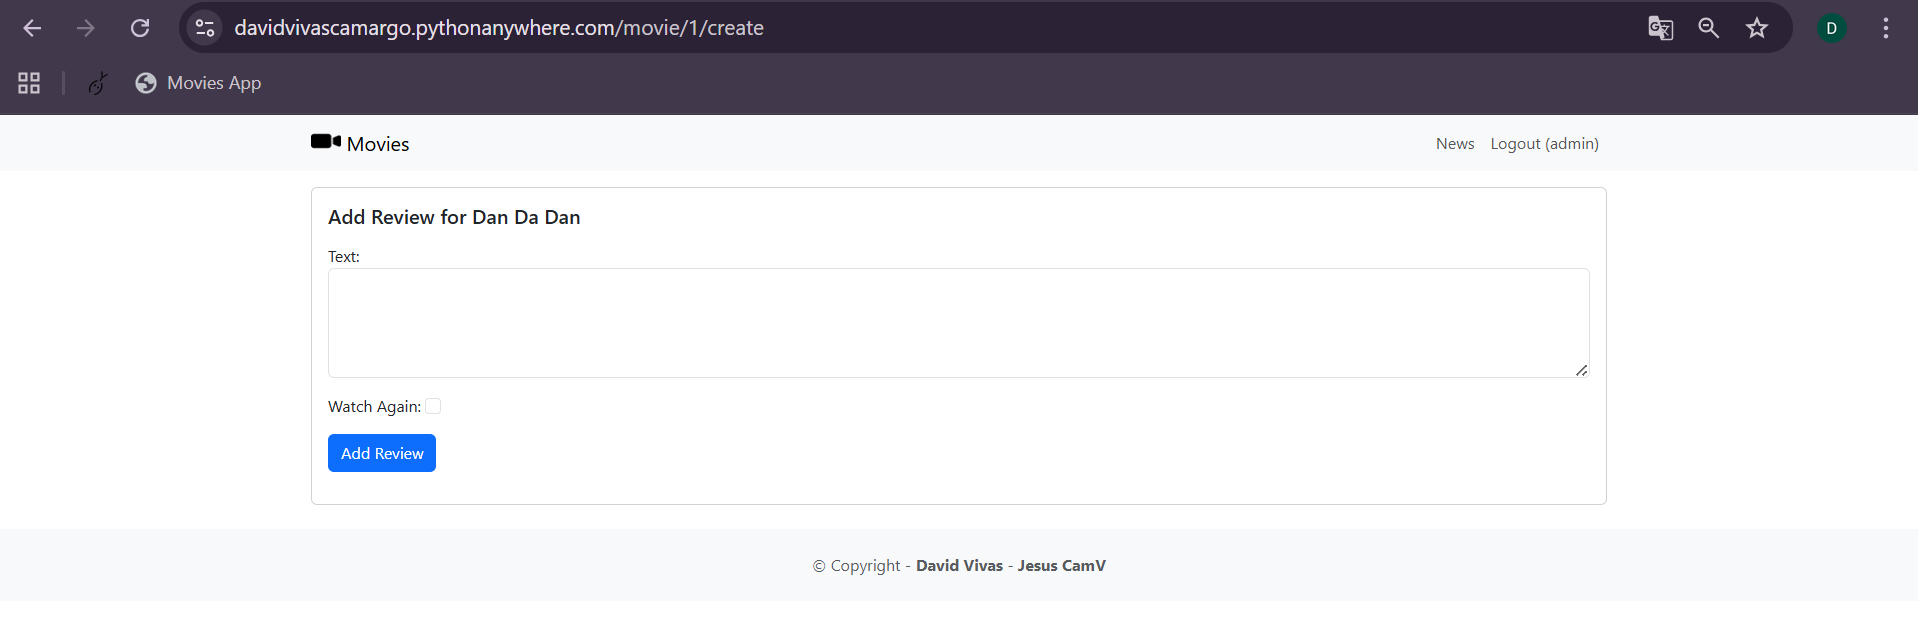 davidvivascamargo.pythonanywhere.com/movie/1/create
D
Movies App
Movies
News Logout (admin)
Add Review for Dan Da Dan
Text:
Watch Again:
Add Review
© Copyright - David Vivas - Jesus CamV